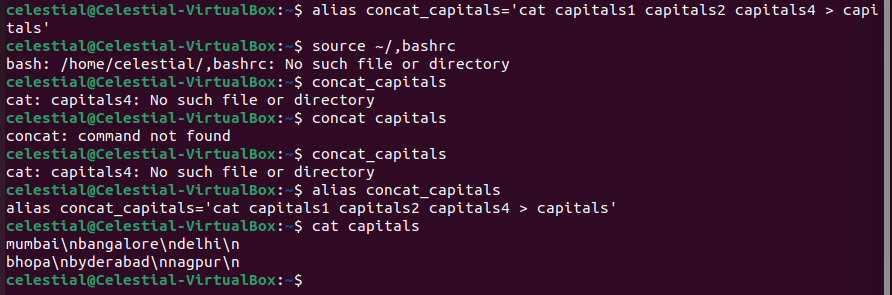 celestial@Celestial-VirtualBox:~$ alias concat_capitals='cat capitals1 capitals2 capitals4 > capi
tals'
celestial@Celestial-VirtualBox:~$ source ~/,bashrc
bash: /home/celestial/,bashrc: No such file or directory
celestial@Celestial-VirtualBox:~$ concat_capitals
cat: capitals4: No such file or directory
celestial@Celestial-VirtualBox:~$ concat capitals
concat: command not found
celestial@Celestial-VirtualBox:~$ concat_capitals
cat: capitals4: No such file or directory
celestial@Celestial-VirtualBox:~$ alias concat_capitals
alias concat_capitals='cat capitals1 capitals2 capitals4 > capitals'
celestial@Celestial-VirtualBox:~$ cat capitals
mumbai\nbangalore\ndelhi\n
bhopa\nbyderabad\nnagpur\n
celestial@Celestial-VirtualBox:~$